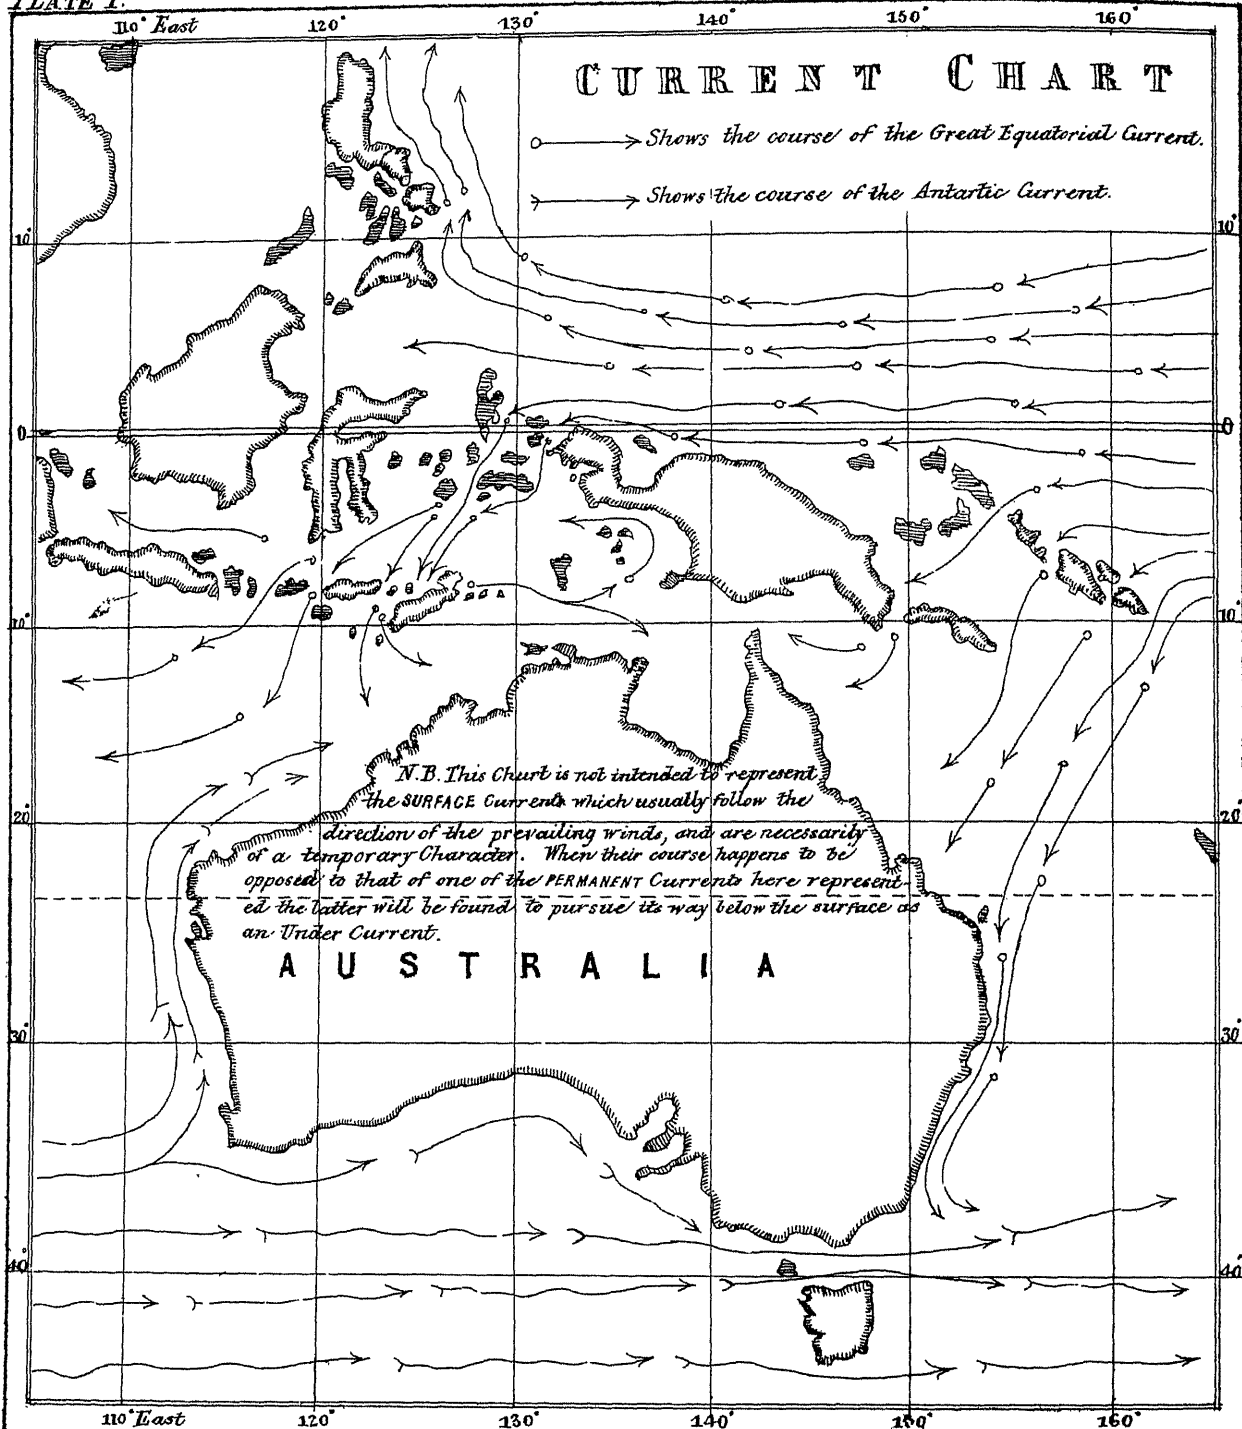 PLATE I.
110° East 120° 130° 140° 150° 160°
CURRENT CHART
Shows the course of the Great Equatorial Current.
Shows the course of the Antartic Current.
10° 10°
0 0
10° 10°
N.B. This Chart is not intended to represent
the SURFACE Currents which usually follow the
direction of the prevailing winds, and are necessarily
20° 20°
of a temporary Character. When their course happens to be
opposed to that of one of the PERMANENT Currents here represent-
ed the latter will be found to pursue its way below the surface as
an Under Current.
AUSTRALIA
30° 30°
40° 40°
110° East 120° 130° 140° 150° 160°